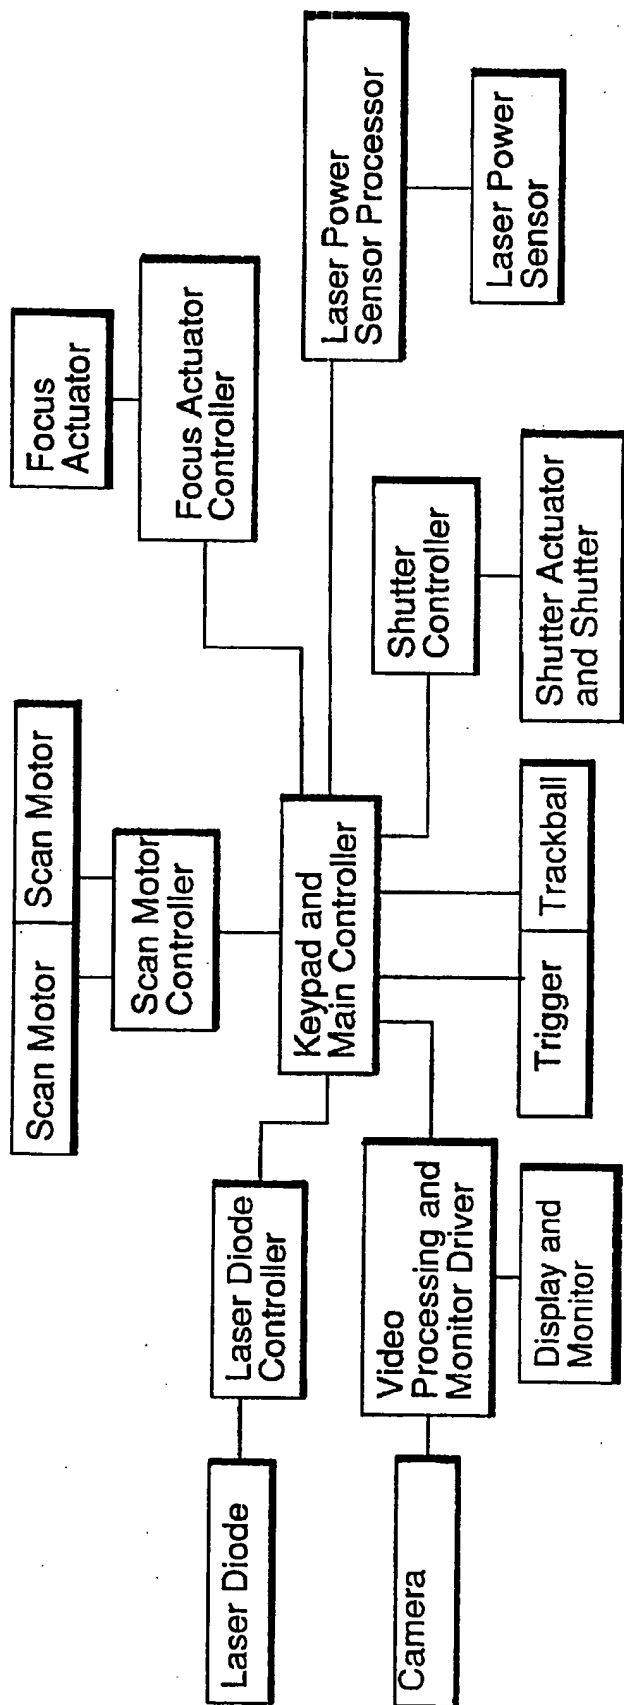 Scan Motor
Scan Motor
Focus
Actuator
Scan Motor
Controller
Focus Actuator
Controller
Laser Diode
Laser Diode
Controller
Keypad and
Main Controller
Laser Power
Sensor Processor
Camera
Video
Processing and
Monitor Driver
Shutter
Controller
Laser Power
Sensor
Display and
Monitor
Trigger
Trackball
Shutter Actuator
and Shutter